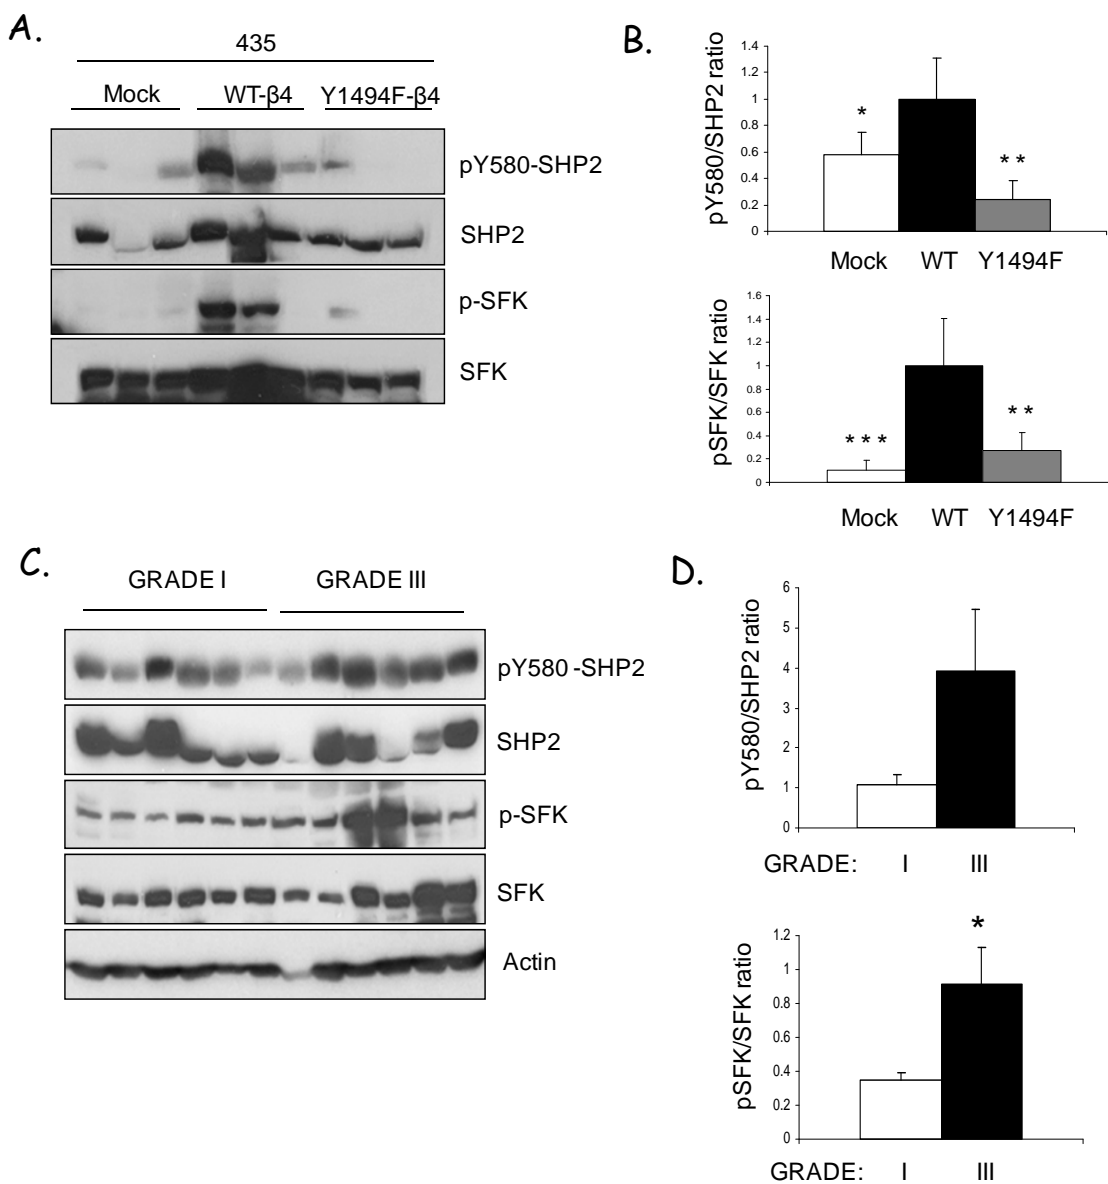 A.
435
Mock WT-β4 Y1494F-β4
pY580-SHP2
SHP2
p-SFK
SFK
B.
pY580/SHP2 ratio
1.4
1.2
1
0.8
0.6
0.4
0.2
0
*
**
Mock WT Y1494F
pSFK/SFK ratio
1.6
1.4
1.2
1
0.8
0.6
0.4
0.2
0
***
**
Mock WT Y1494F
C.
GRADE I GRADE III
pY580-SHP2
SHP2
p-SFK
SFK
Actin
D.
pY580/SHP2 ratio
6
5
4
3
2
1
0
GRADE: I III
pSFK/SFK ratio
1.2
1
0.8
0.6
0.4
0.2
0
*
GRADE: I III